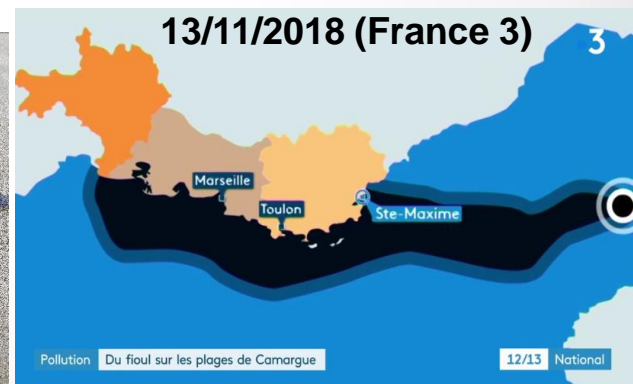 13/11/2018 (France 3)
3
Marseille
Toulon
Ste-Maxime
Pollution Du fioul sur les plages de Camargue
12/13 National